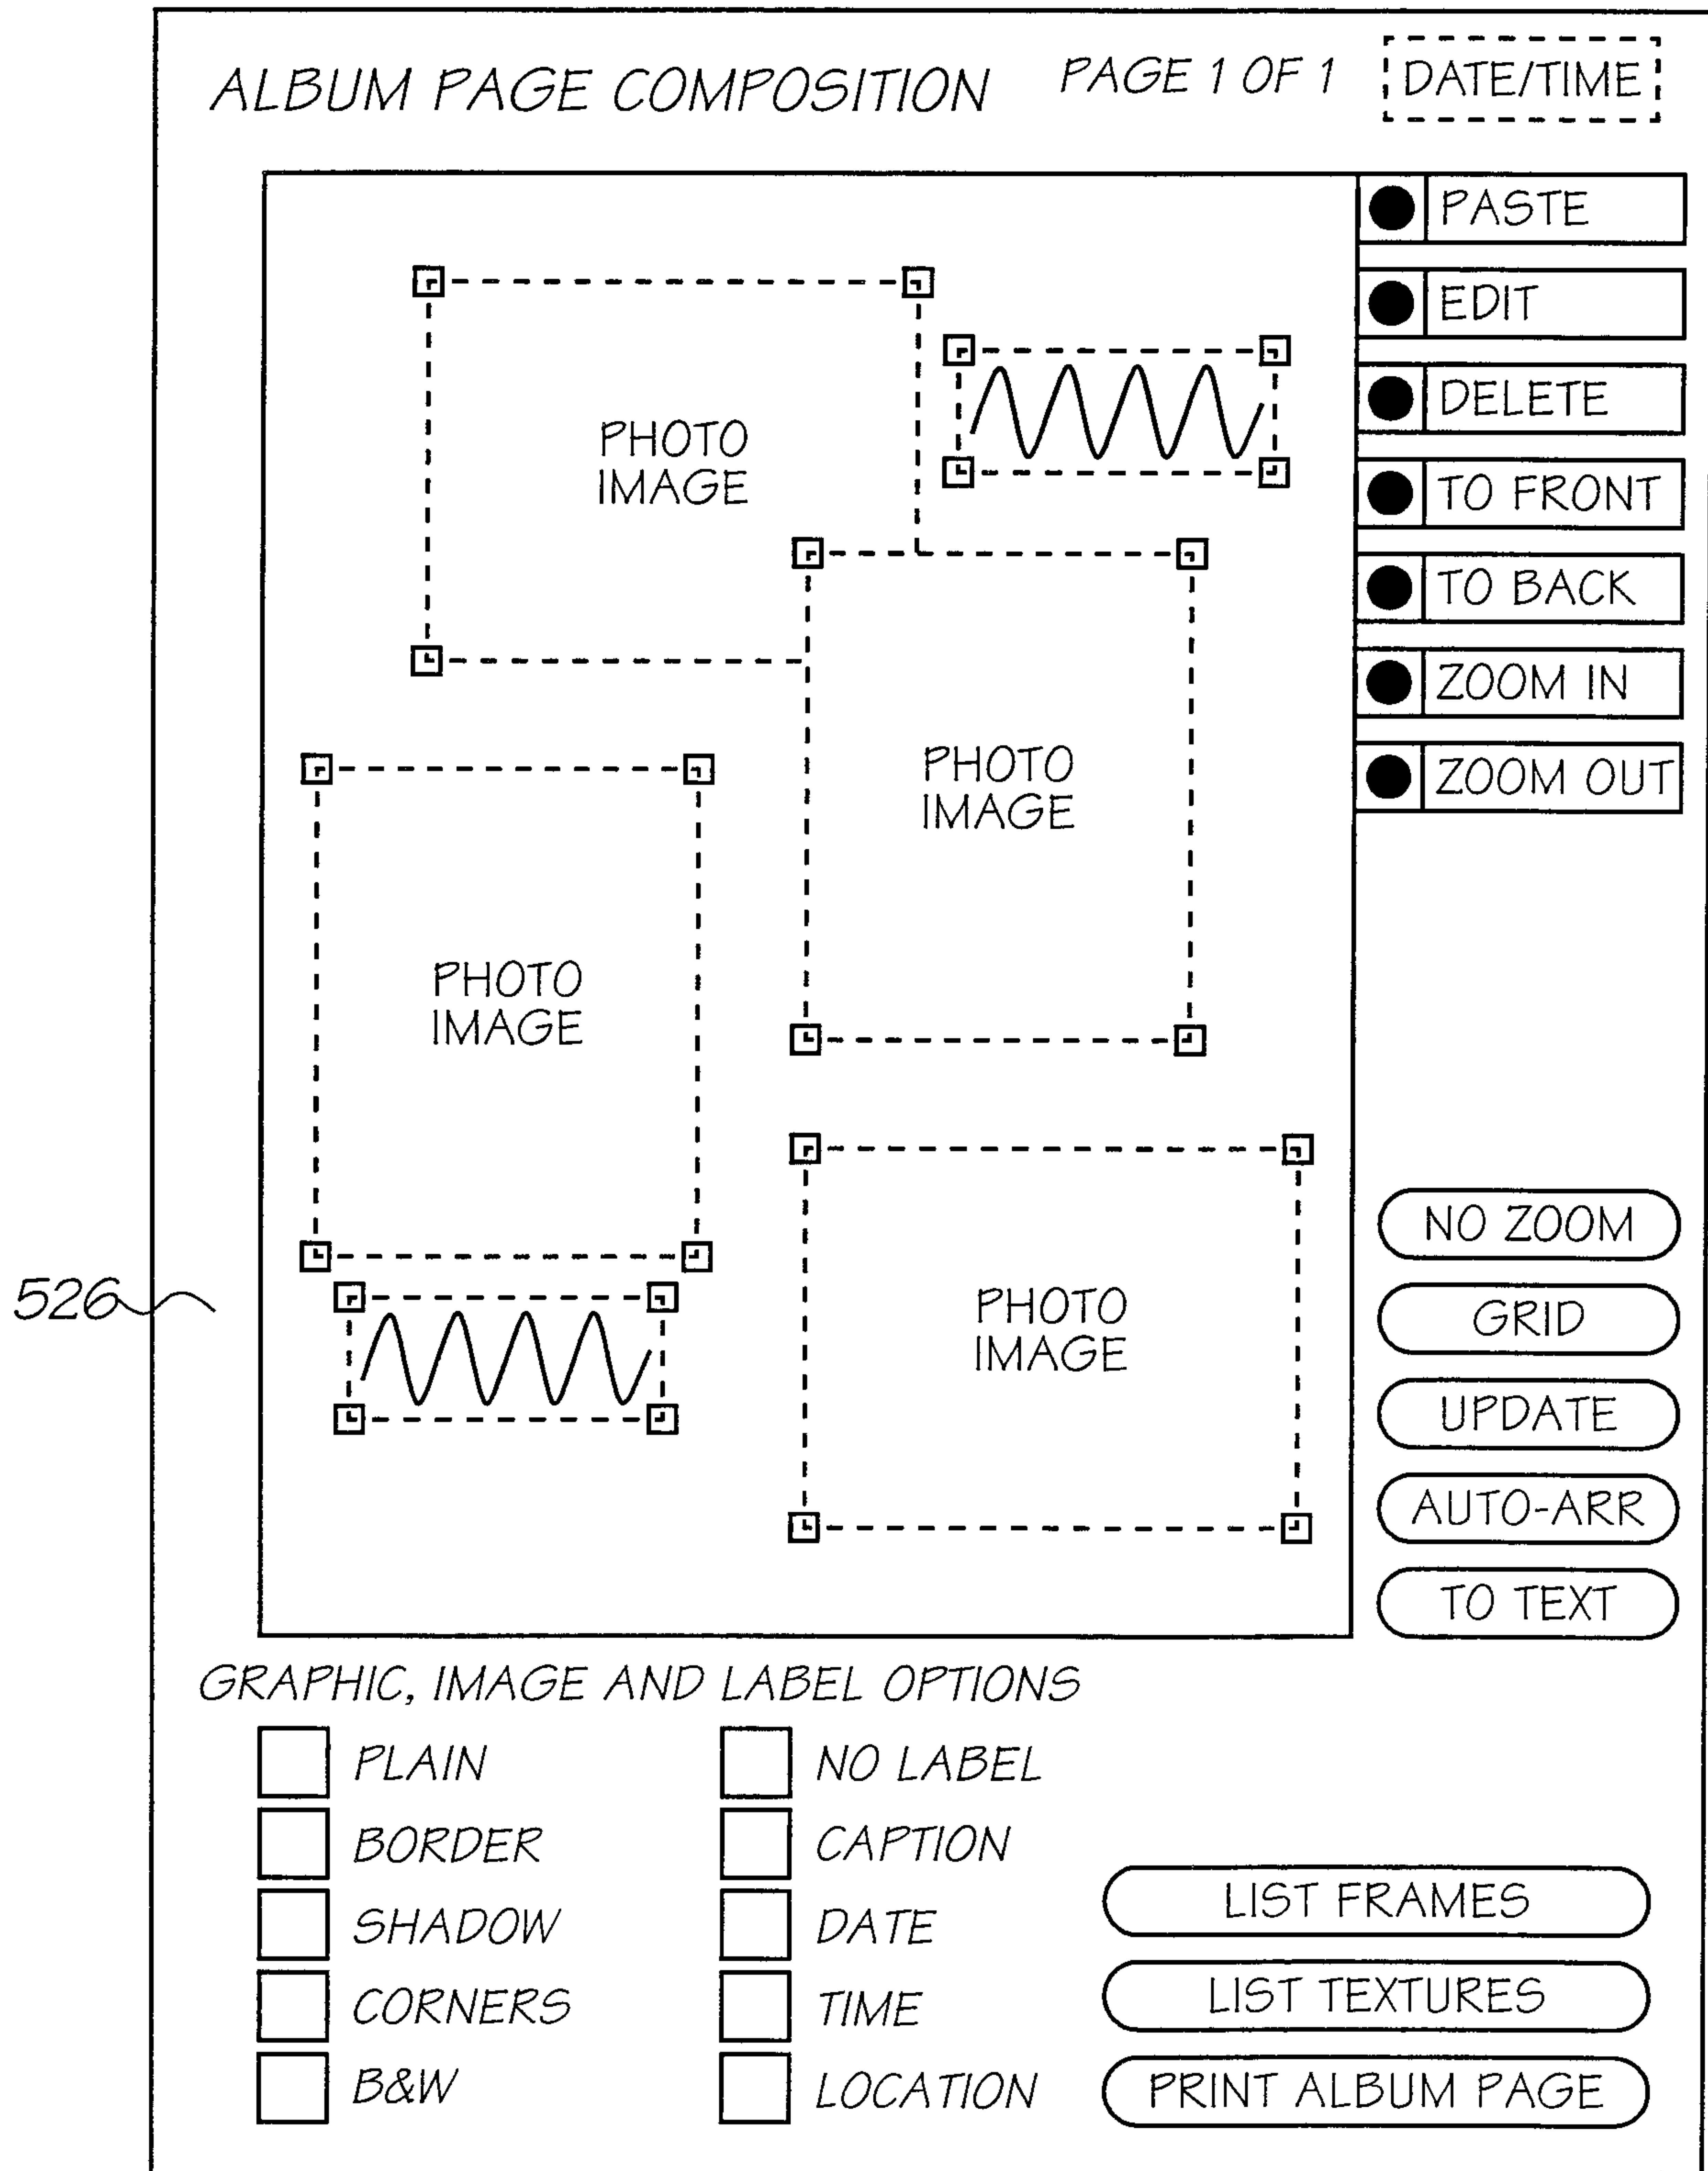 ALBUM PAGE COMPOSITION PAGE 1 OF 1 DATE/TIME
PASTE
EDIT
DELETE
TO FRONT
TO BACK
ZOOM IN
ZOOM OUT
PHOTO
IMAGE
PHOTO
IMAGE
PHOTO
IMAGE
PHOTO
IMAGE
526
NO ZOOM
GRID
UPDATE
AUTO-ARR
TO TEXT
GRAPHIC, IMAGE AND LABEL OPTIONS
PLAIN
BORDER
SHADOW
CORNERS
B&W
NO LABEL
CAPTION
DATE
TIME
LOCATION
LIST FRAMES
LIST TEXTURES
PRINT ALBUM PAGE